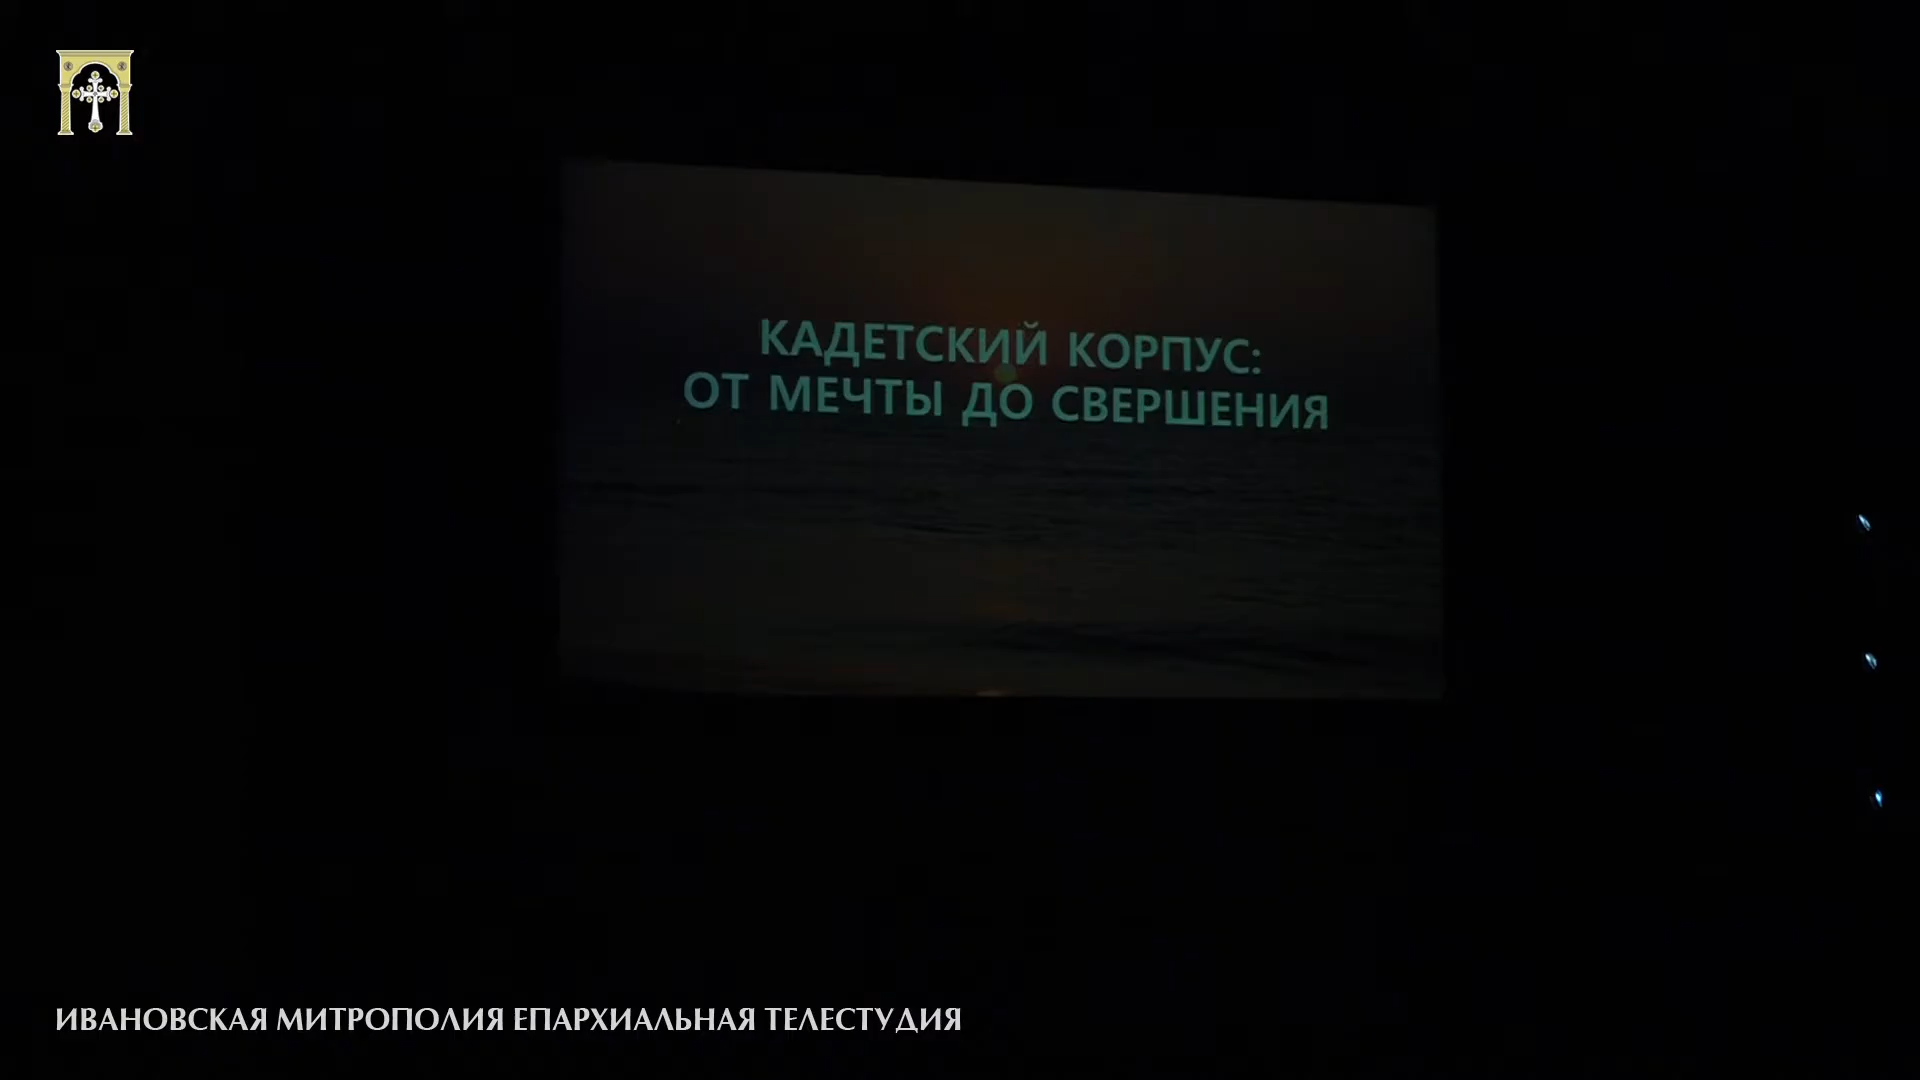 КАДЕТСКИЙ КОРПУС:
ОТ МЕЧТЫ ДО СВЕРШЕНИЯ
ИВАНОВСКАЯ МИТРОПОЛИЯ ЕПАРХИАЛЬНАЯ ТЕЛЕСТУДИЯ